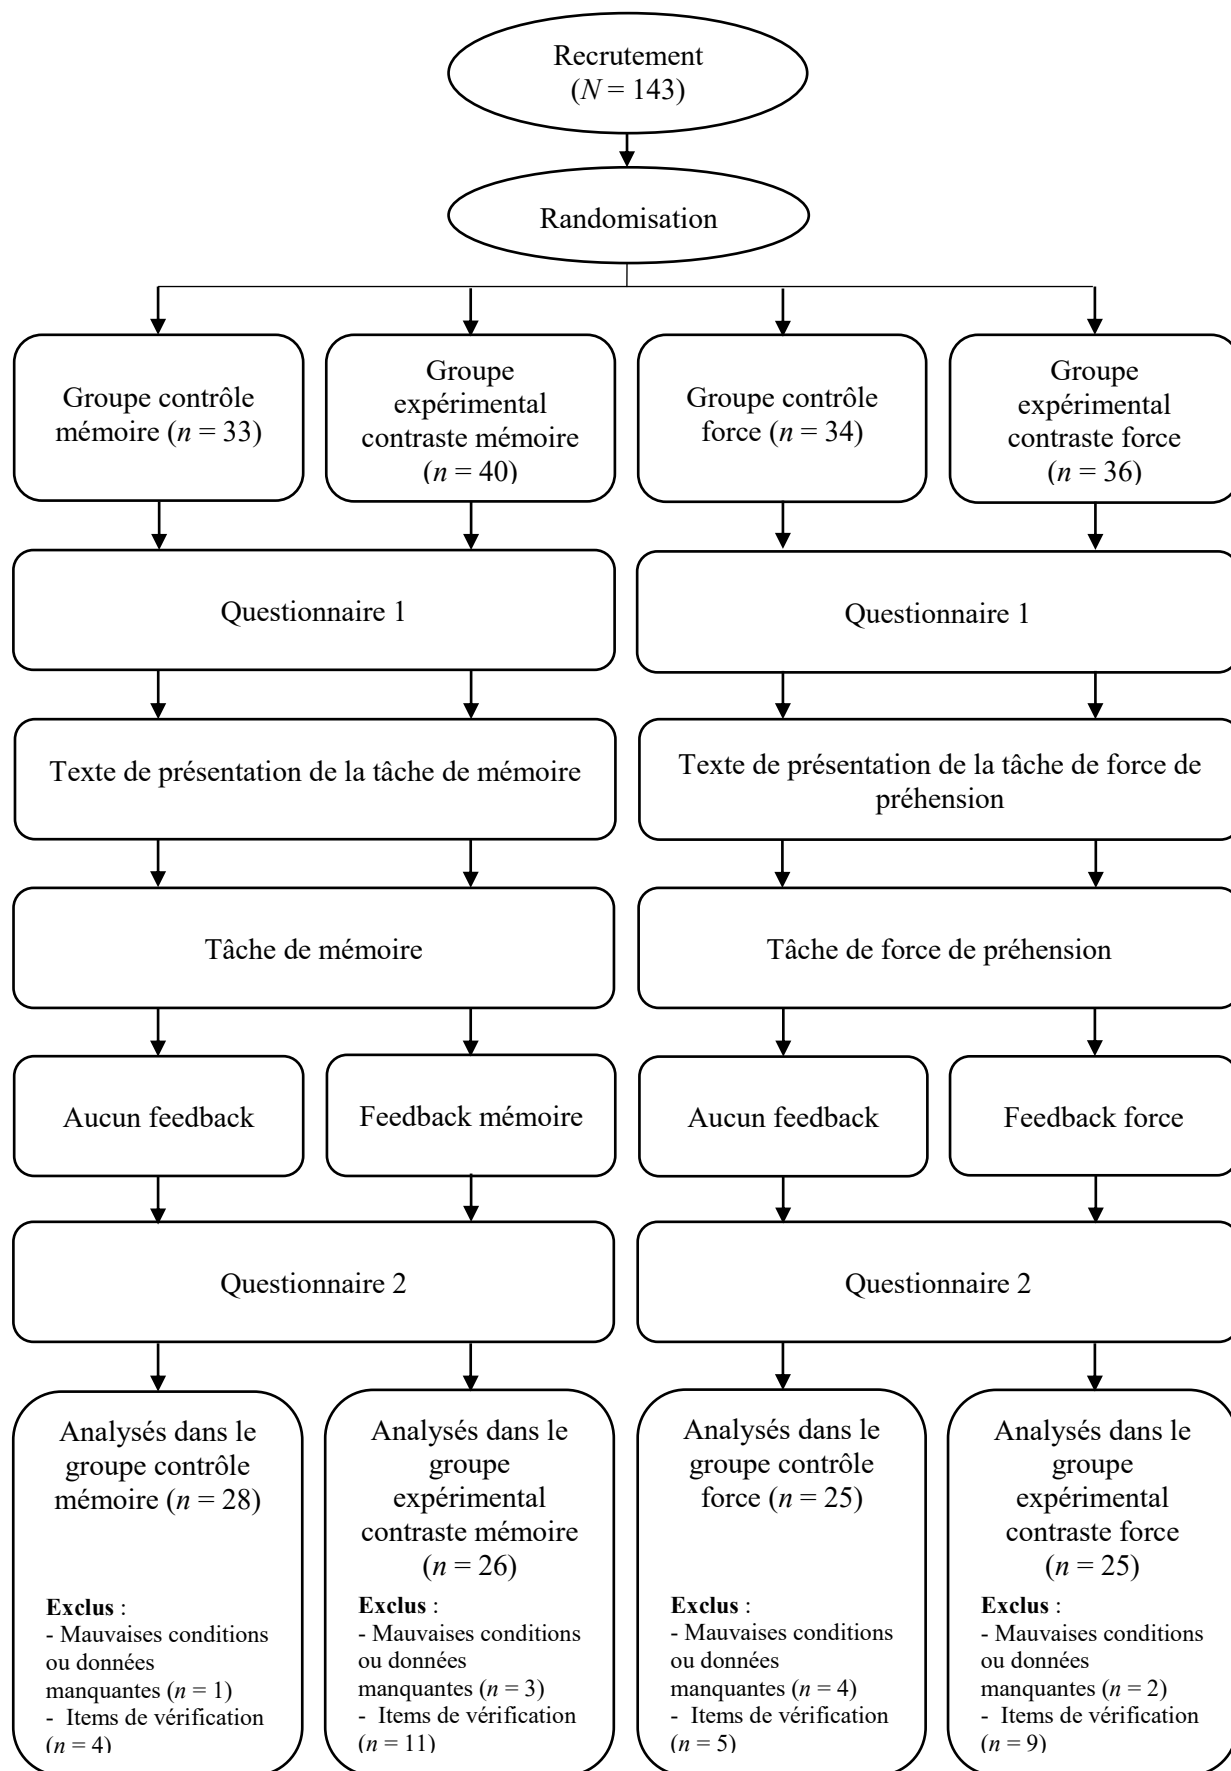 Recrutement
(N = 143)
Randomisation
Groupe contrôle
mémoire (n = 33)
Groupe
expérimental
contraste mémoire
(n = 40)
Groupe contrôle
force (n = 34)
Groupe
expérimental
contraste force
(n = 36)
Questionnaire 1
Questionnaire 1
Texte de présentation de la tâche de mémoire
Texte de présentation de la tâche de force de
préhension
Tâche de mémoire
Tâche de force de préhension
Aucun feedback
Feedback mémoire
Aucun feedback
Feedback force
Questionnaire 2
Questionnaire 2
Analysés dans le
groupe contrôle
mémoire (n = 28)
Exclus :
- Mauvaises conditions
ou données
manquantes (n = 1)
- Items de vérification
(n = 4)
Analysés dans le
groupe
expérimental
contraste mémoire
(n = 26)
Exclus :
- Mauvaises conditions
ou données
manquantes (n = 3)
- Items de vérification
(n = 11)
Analysés dans le
groupe contrôle
force (n = 25)
Exclus :
- Mauvaises conditions
ou données
manquantes (n = 4)
- Items de vérification
(n = 5)
Analysés dans le
groupe
expérimental
contraste force
(n = 25)
Exclus :
- Mauvaises conditions
ou données
manquantes (n = 2)
- Items de vérification
(n = 9)